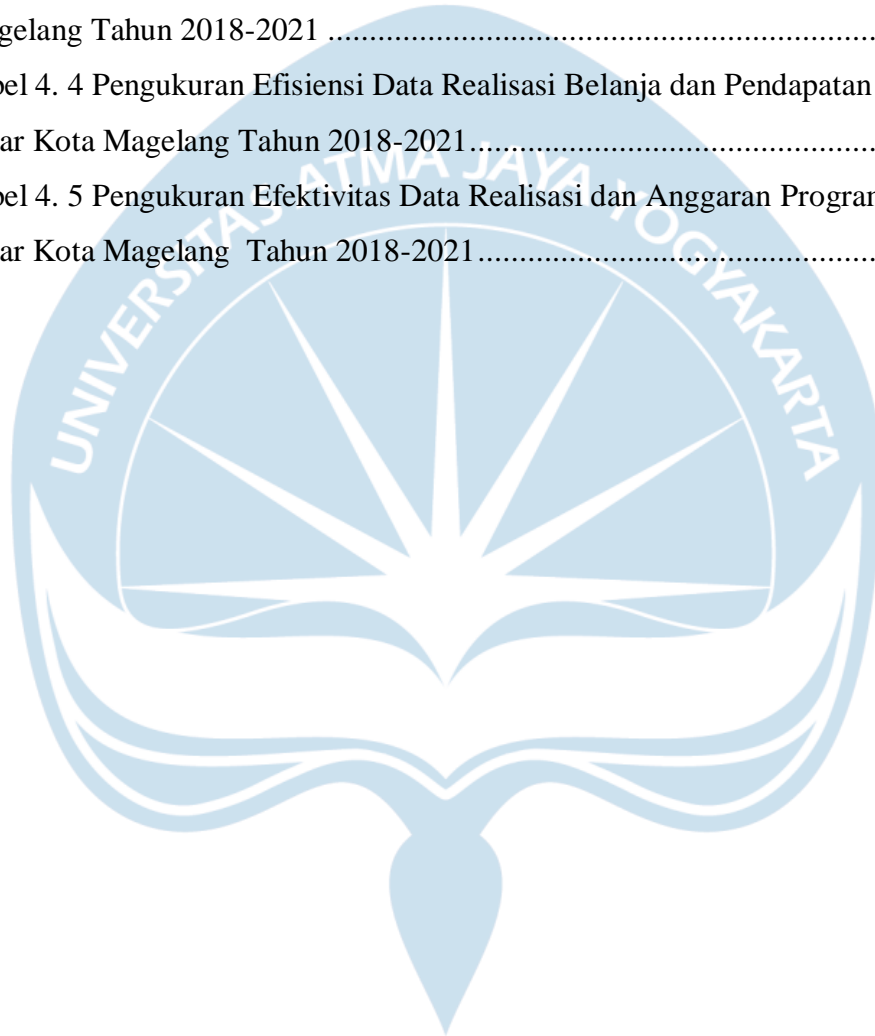 gelang Tahun 2018-2021 ..................................................................
bel 4. 4 Pengukuran Efisiensi Data Realisasi Belanja dan Pendapatan
ar Kota Magelang Tahun 2018-2021.................................................
bel 4. 5 Pengukuran Efektivitas Data Realisasi dan Anggaran Program
ar Kota Magelang  Tahun 2018-2021................................................
UNIVERSITAS ATMA JAYA YOGYAKARTA